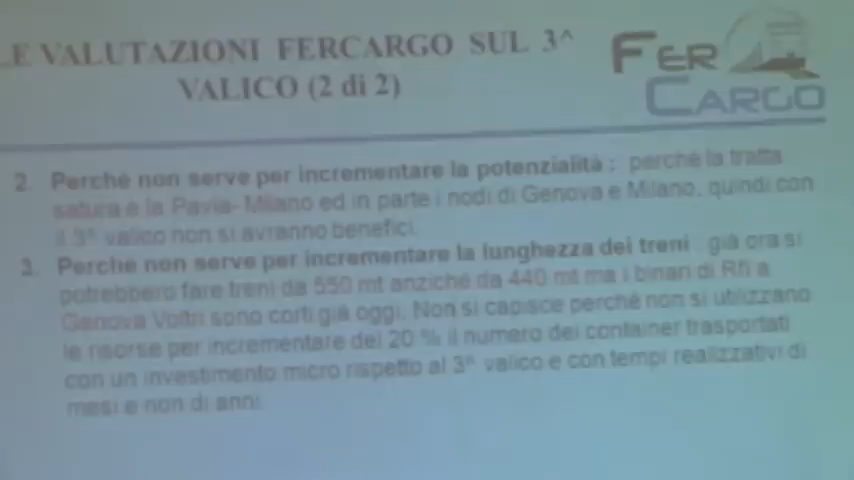 LE VALUTAZIONI FERCARGO SUL 3^
VALICO (2 di 2)
FER
CARGO
2. Perchè non serve per incrementare la potenzialità : perchè la tratta
satura è la Pavia- Milano ed in parte i nodi di Genova e Milano, quindi con
il 3^ valico non si avranno benefici.
3. Perchè non serve per incrementare la lunghezza dei treni : già ora si
potrebbero fare treni da 550 mt anziché da 440 mt ma i binari di Rfi a
Genova Voltri sono corti già oggi. Non si capisce perchè non si utilizzano
le risorse per incrementare del 20 % il numero dei container trasportati
con un investimento micro rispetto al 3^ valico e con tempi realizzativi di
mesi e non di anni.